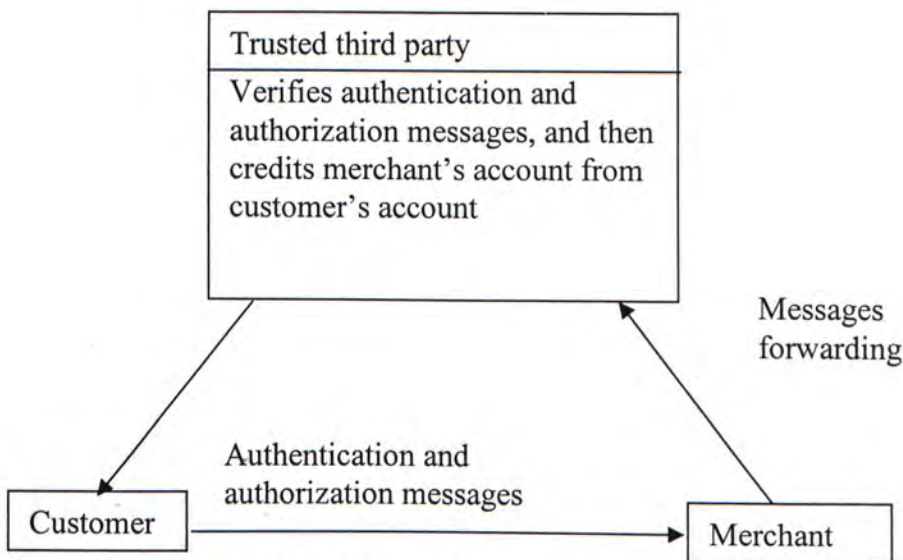 Trusted third party
Verifies authentication and
authorization messages, and then
credits merchant's account from
customer's account
Messages
forwarding
Authentication and
authorization messages
Customer
Merchant